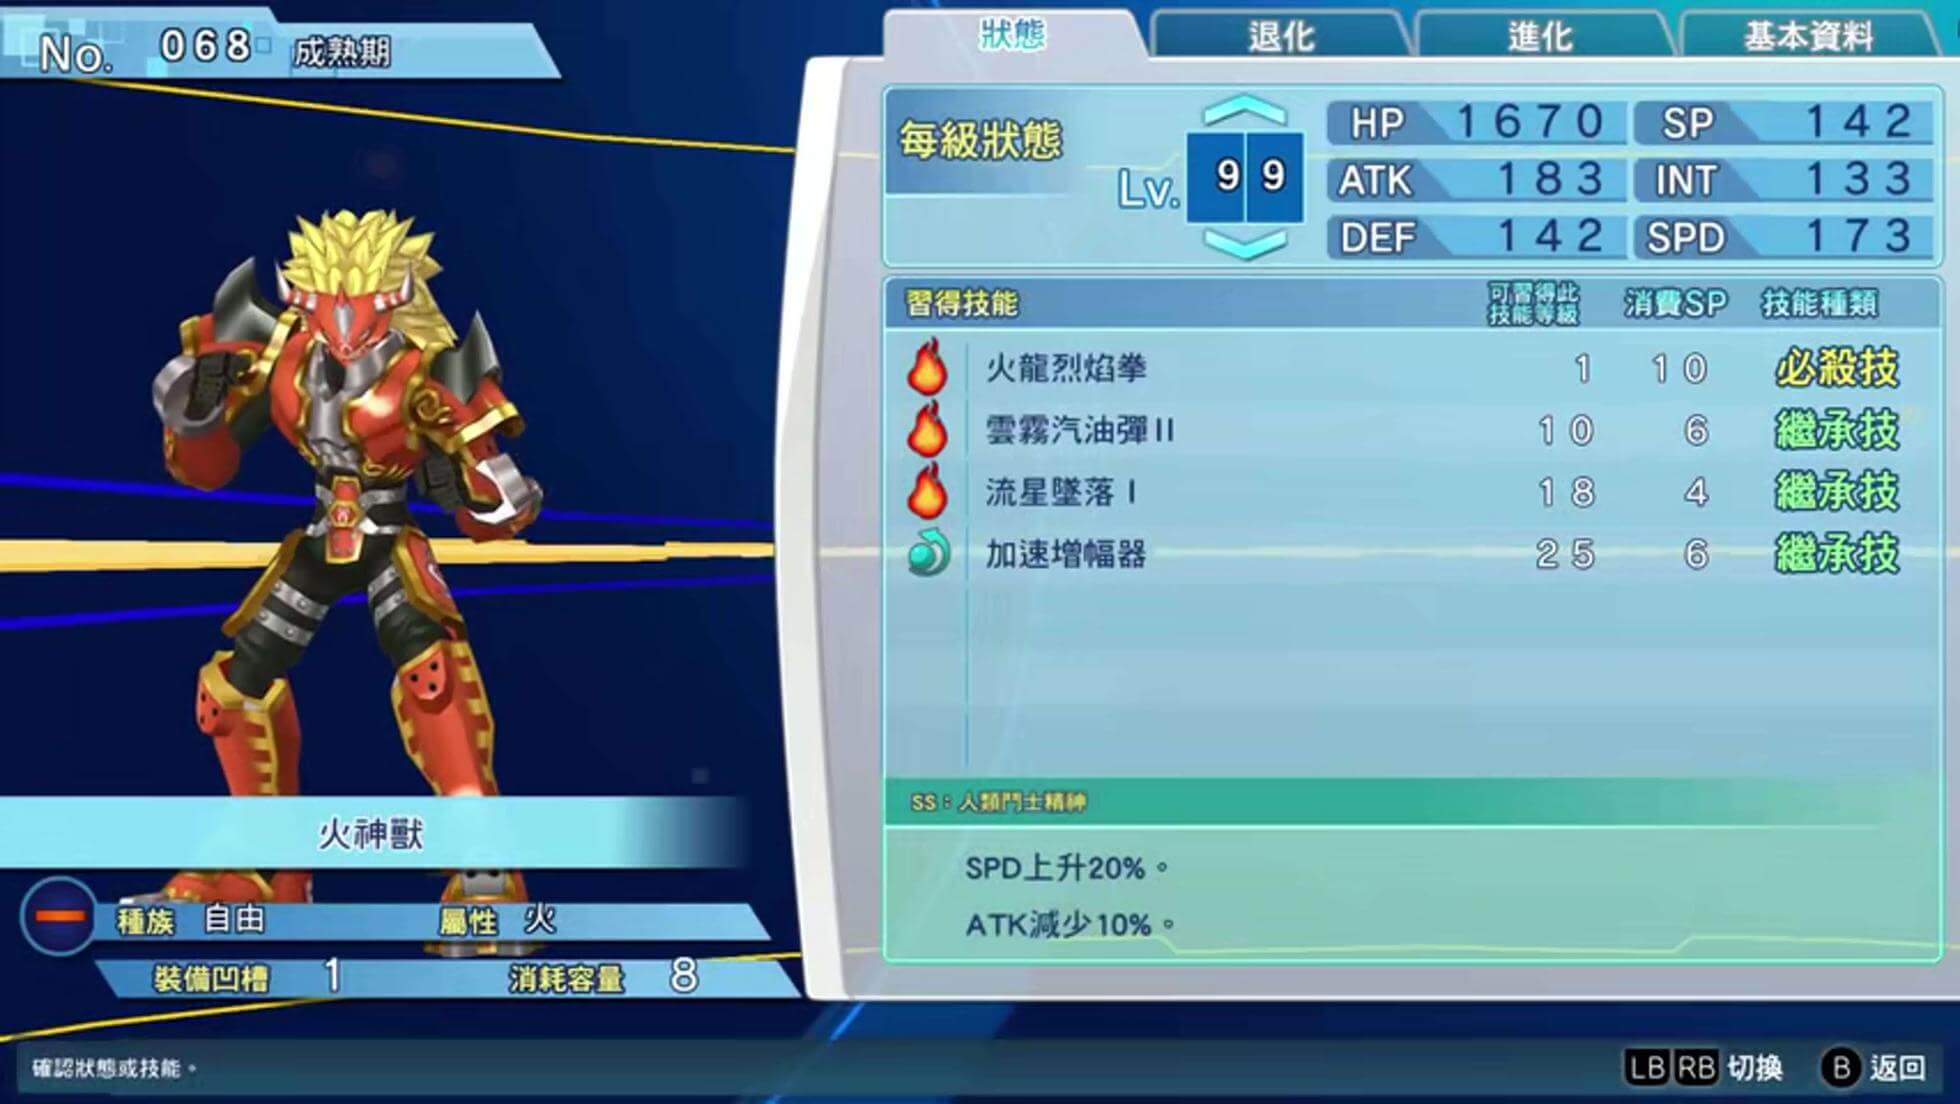 No. 068 成熟期
狀態 退化 進化 基本資料
每級狀態
Lv. 99
HP 1670 SP 142
ATK 183 INT 133
DEF 142 SPD 173
習得技能 可習得此技能等級 消費SP 技能種類
火龍烈焰拳 1 10 必殺技
雲霧汽油彈II 10 6 繼承技
流星墜落 I 18 4 繼承技
加速增幅器 25 6 繼承技
SS：人類鬥士精神
SPD上升20%。
ATK減少10%。
火神獸
種族 自由 屬性 火
裝備凹槽 1 消耗容量 8
確認狀態或技能。
LB RB 切換 B 返回